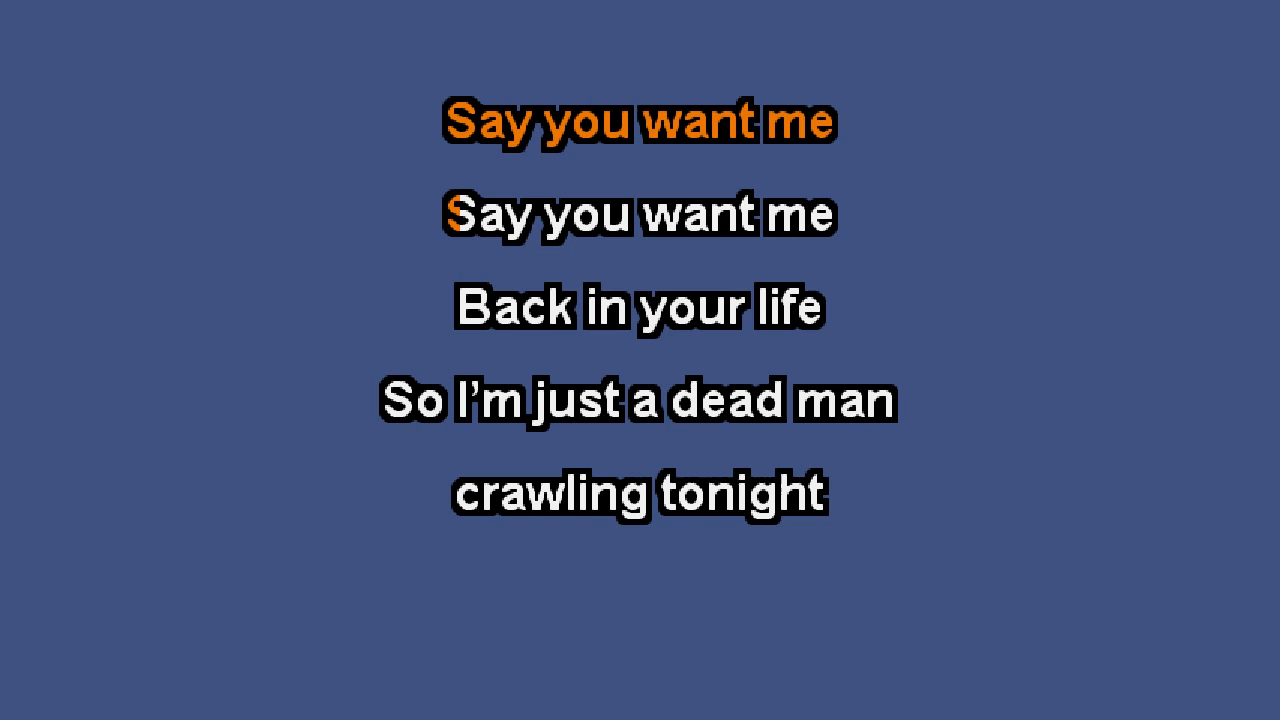 Say you want me
Say you want me
Back in your life
So I’m just a dead man
crawling tonight